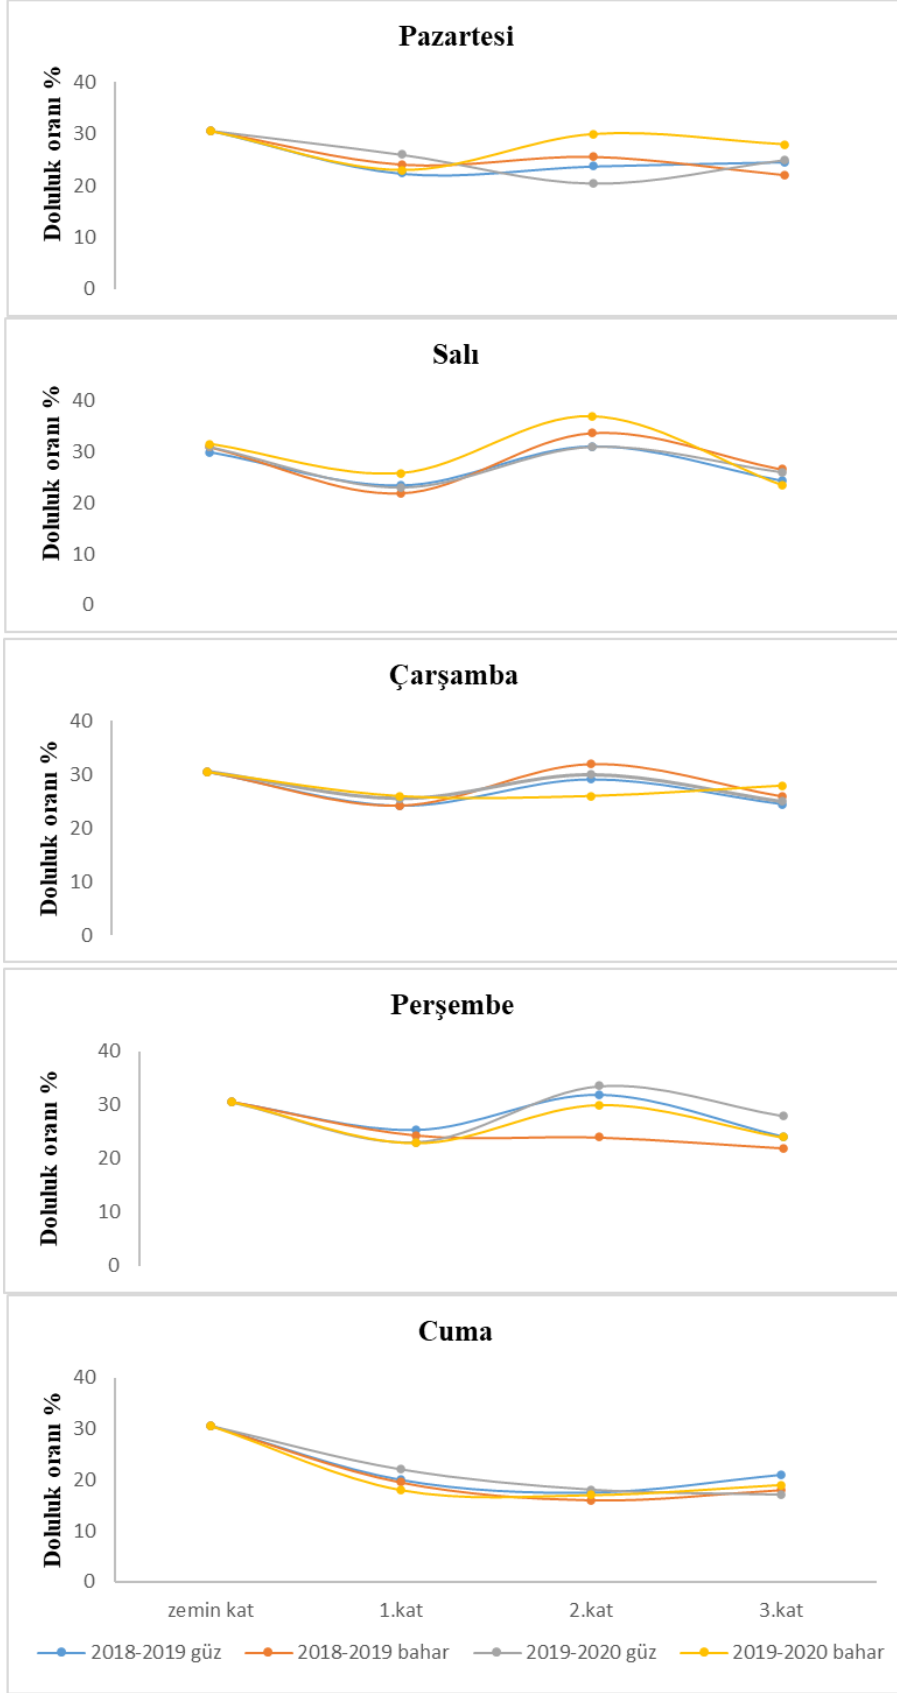 Pazartesi
Doluluk oranı %
40
30
20
10
0
Salı
Doluluk oranı %
40
30
20
10
0
Çarşamba
Doluluk oranı %
40
30
20
10
0
Perşembe
Doluluk oranı %
40
30
20
10
0
Cuma
Doluluk oranı %
40
30
20
10
0
zemin kat 1.kat 2.kat 3.kat
2018-2019 güz 2018-2019 bahar 2019-2020 güz 2019-2020 bahar